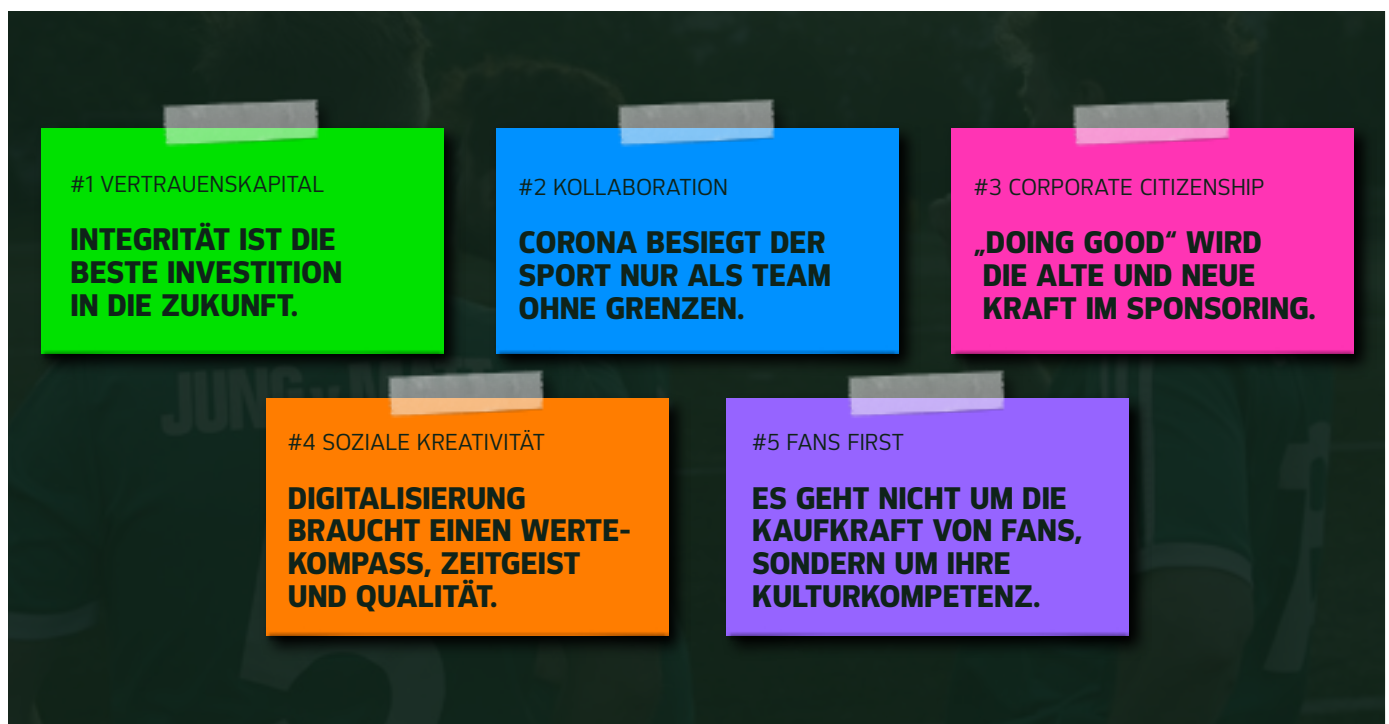 #1 VERTRAUENSKAPITAL
INTEGRITÄT IST DIE
BESTE INVESTITION
IN DIE ZUKUNFT.
#2 KOLLABORATION
CORONA BESIEGT DER
SPORT NUR ALS TEAM
OHNE GRENZEN.
#3 CORPORATE CITIZENSHIP
„DOING GOOD“ WIRD
DIE ALTE UND NEUE
KRAFT IM SPONSORING.
JUNG v
#4 SOZIALE KREATIVITÄT
DIGITALISIERUNG
BRAUCHT EINEN WERTE-
KOMPASS, ZEITGEIST
UND QUALITÄT.
#5 FANS FIRST
ES GEHT NICHT UM DIE
KAUFKRAFT VON FANS,
SONDERN UM IHRE
KULTURKOMPETENZ.
5